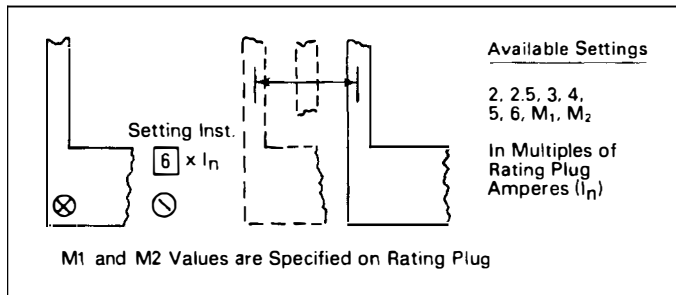 Available Settings
2, 2.5, 3, 4,
5, 6, M₁, M₂
In Multiples of
Rating Plug
Amperes (Iₙ)
Setting Inst.
6 x Iₙ
M1 and M2 Values are Specified on Rating Plug